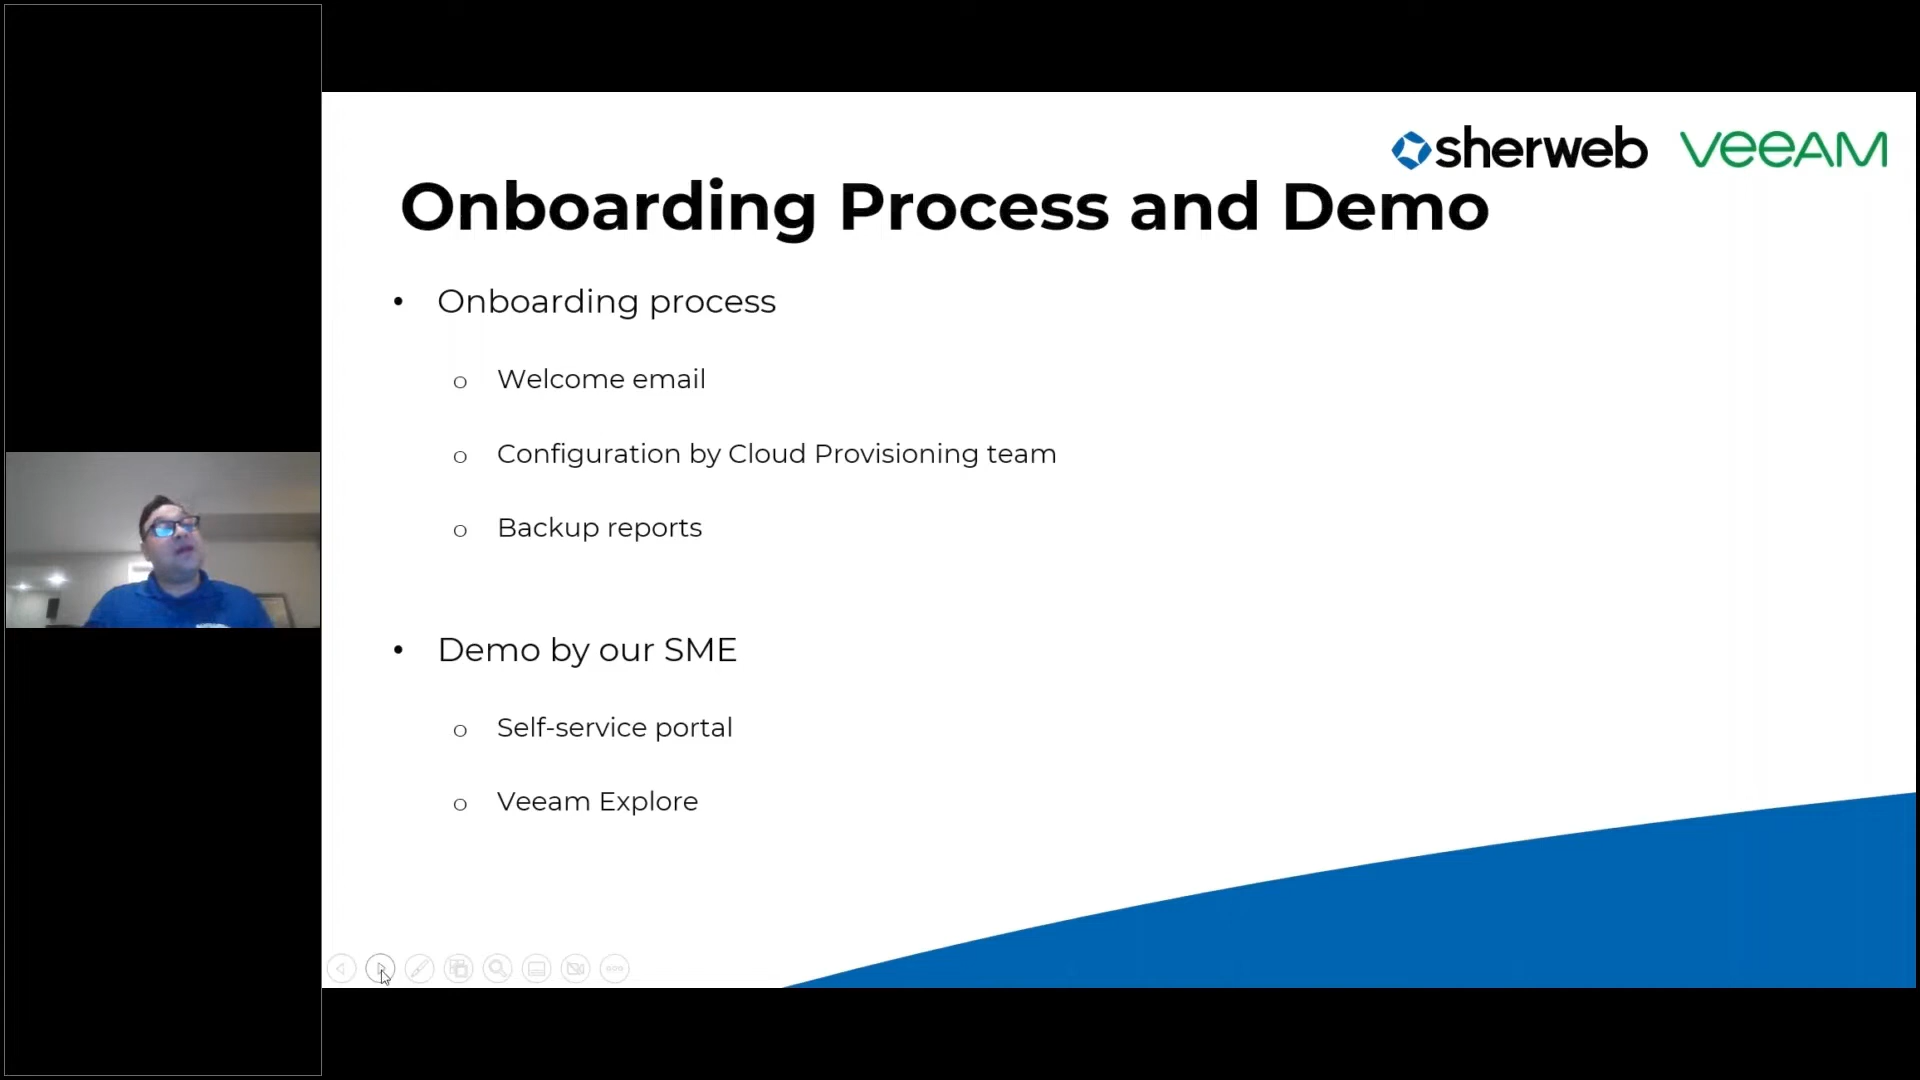 sherweb VEEAM
Onboarding Process and Demo
• Onboarding process
o Welcome email
o Configuration by Cloud Provisioning team
o Backup reports
• Demo by our SME
o Self-service portal
o Veeam Explore